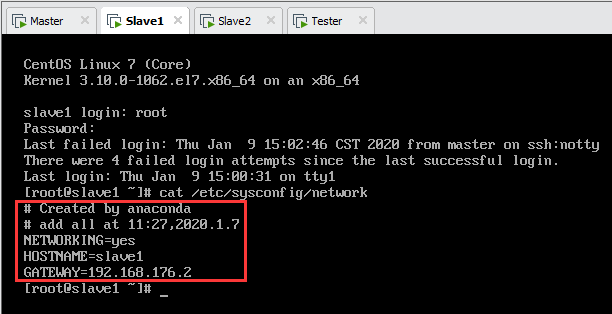 Master
Slave1
Slave2
Tester
CentOS Linux 7 (Core)
Kernel 3.10.0-1062.el7.x86_64 on an x86_64
slave1 login: root
Password:
Last failed login: Thu Jan  9 15:02:46 CST 2020 from master on ssh:notty
There were 4 failed login attempts since the last successful login.
Last login: Thu Jan  9 15:00:31 on tty1
[root@slave1 ~]# cat /etc/sysconfig/network
# Created by anaconda
# add all at 11:27,2020.1.7
NETWORKING=yes
HOSTNAME=slave1
GATEWAY=192.168.176.2
[root@slave1 ~]# _